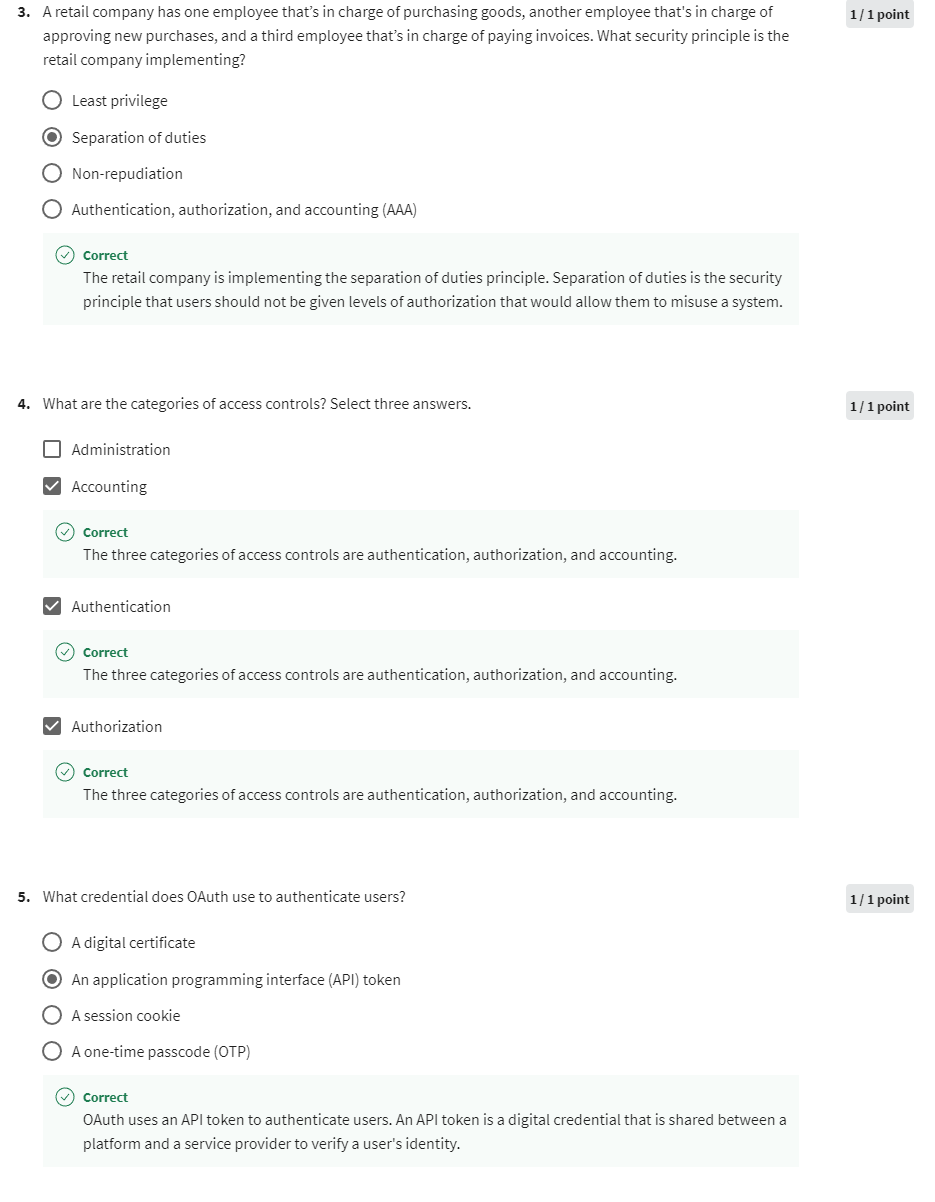 3. A retail company has one employee that’s in charge of purchasing goods, another employee that's in charge of
1 / 1 point
approving new purchases, and a third employee that’s in charge of paying invoices. What security principle is the
retail company implementing?
Least privilege
Separation of duties
Non-repudiation
Authentication, authorization, and accounting (AAA)
Correct
The retail company is implementing the separation of duties principle. Separation of duties is the security
principle that users should not be given levels of authorization that would allow them to misuse a system.
4. What are the categories of access controls? Select three answers.
1 / 1 point
Administration
Accounting
Correct
The three categories of access controls are authentication, authorization, and accounting.
Authentication
Correct
The three categories of access controls are authentication, authorization, and accounting.
Authorization
Correct
The three categories of access controls are authentication, authorization, and accounting.
5. What credential does OAuth use to authenticate users?
1 / 1 point
A digital certificate
An application programming interface (API) token
A session cookie
A one-time passcode (OTP)
Correct
OAuth uses an API token to authenticate users. An API token is a digital credential that is shared between a
platform and a service provider to verify a user's identity.